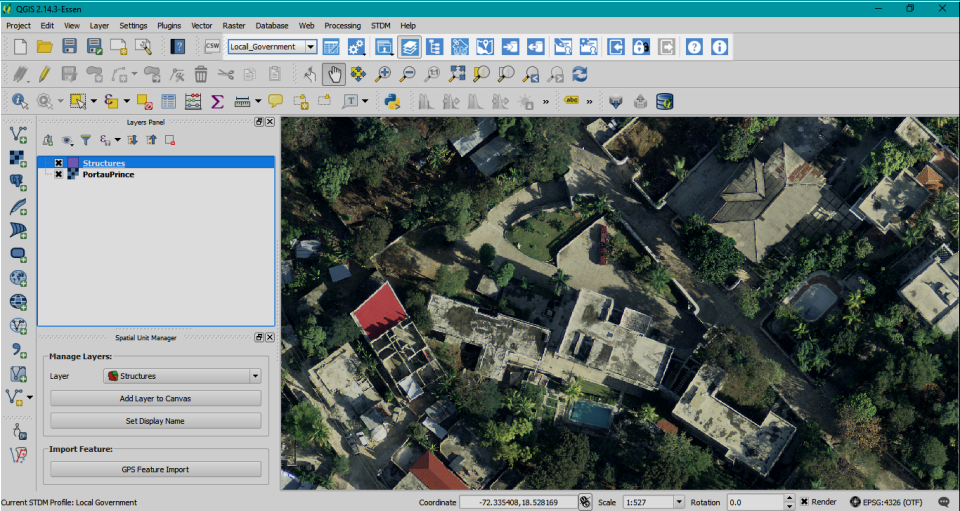 QGIS 2.14.3-Essen
Project Edit View Layer Settings Plugins Vector Raster Database Web Processing STDM Help
CSW Local_Government
abc
Layers Panel
Structures
PortauPrince
Spatial Unit Manager
Manage Layers:
Layer Structures
Add Layer to Canvas
Set Display Name
Import Feature:
GPS Feature Import
Current STDM Profile: Local Government Coordinate -72.335408,18.528169 Scale 1:527 Rotation 0.0 Render EPSG:4326 (OTF)